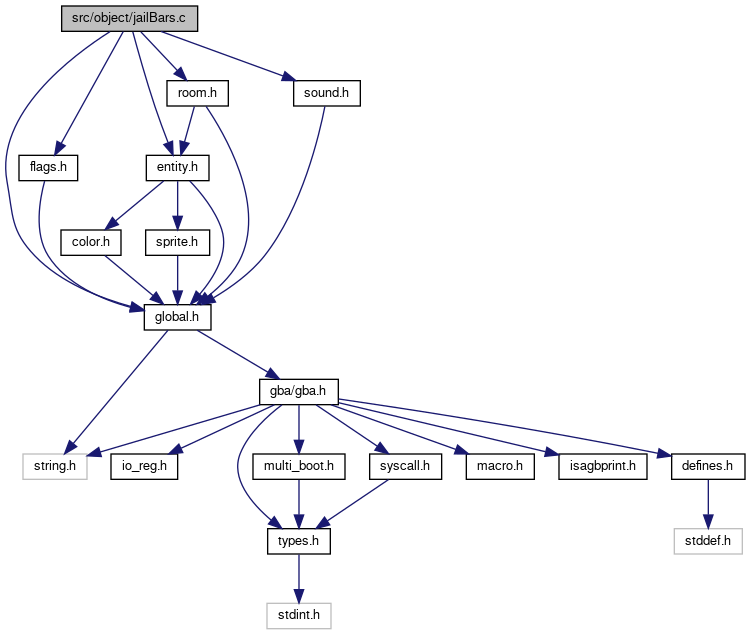 src/object/jailBars.c
room.h
sound.h
flags.h
entity.h
color.h
sprite.h
global.h
gba/gba.h
string.h
io_reg.h
multi_boot.h
syscall.h
macro.h
isagbprint.h
defines.h
types.h
stddef.h
stdint.h